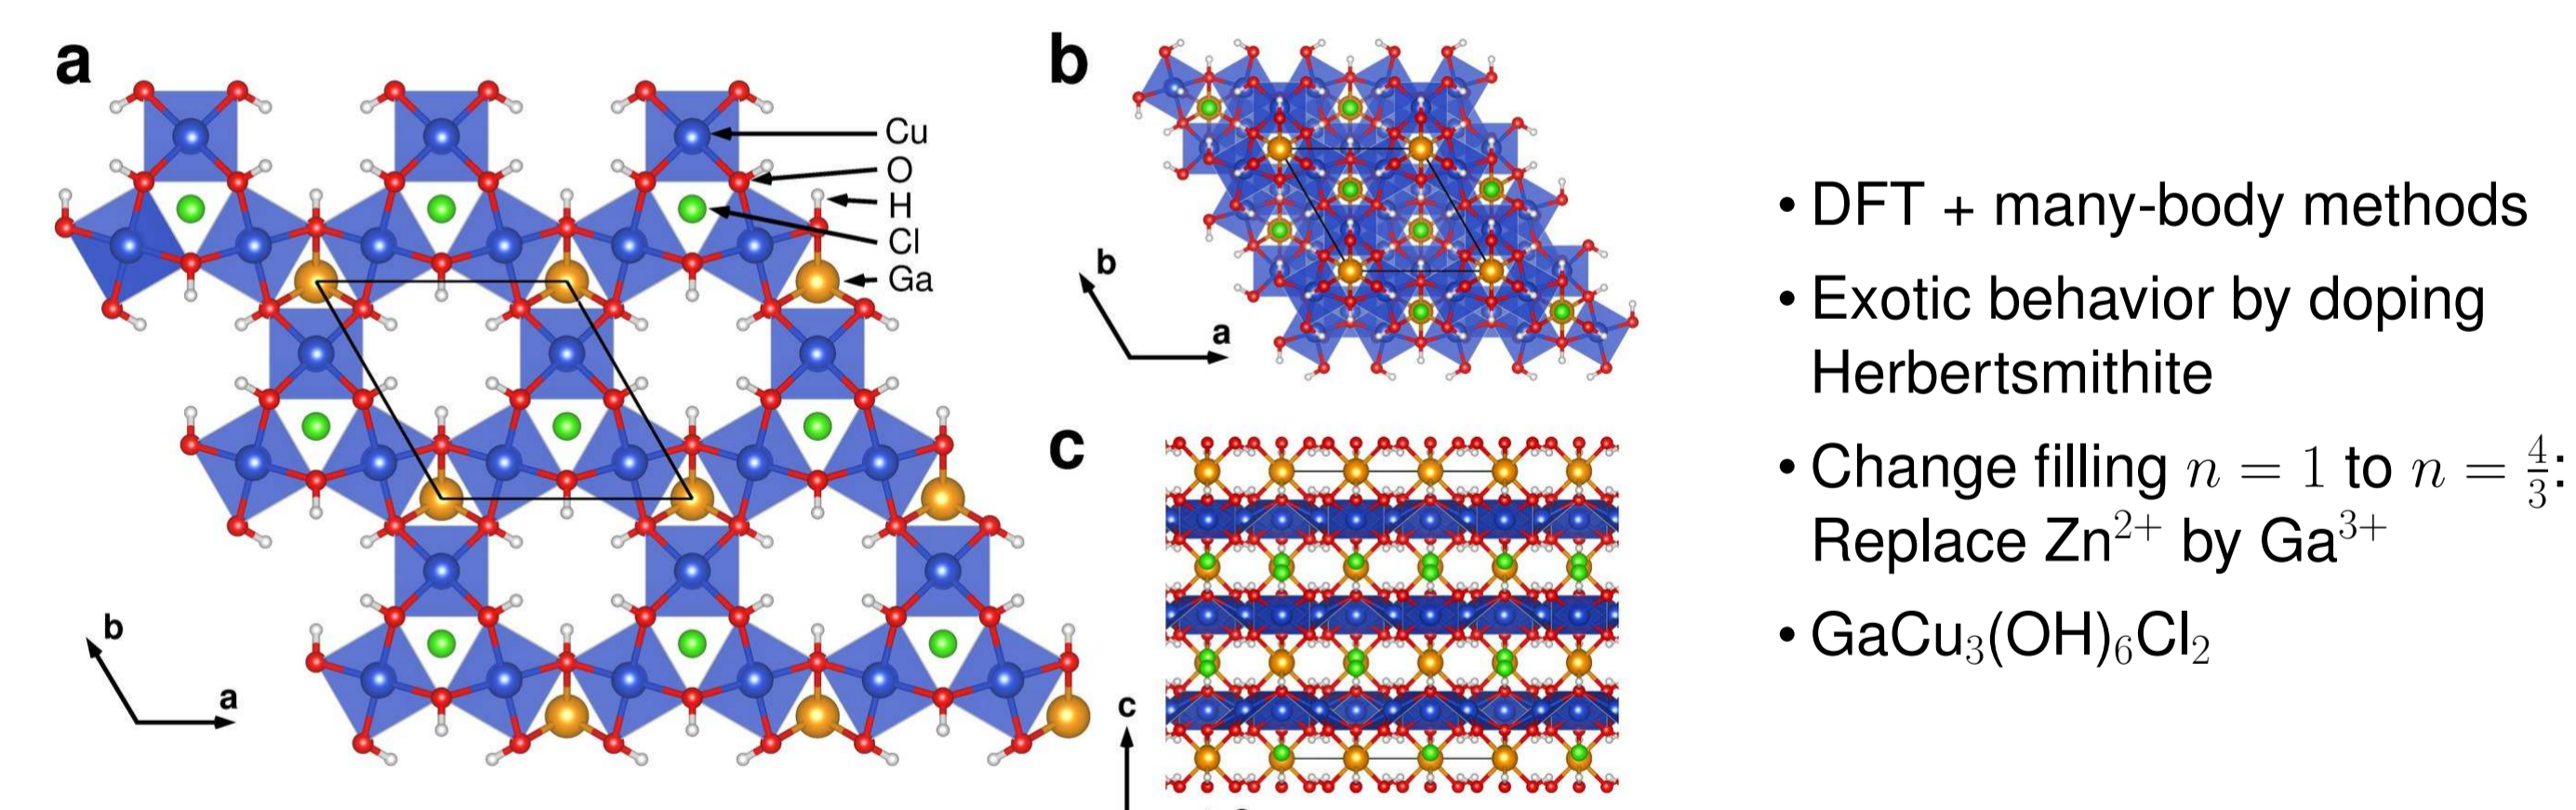 a
Cu
O
H
Cl
Ga
b
a
b
b
a
c
c
• DFT + many-body methods
• Exotic behavior by doping
Herbertsmithite
• Change filling n = 1 to n = 4/3:
Replace Zn²⁺ by Ga³⁺
• GaCu₃(OH)₆Cl₂